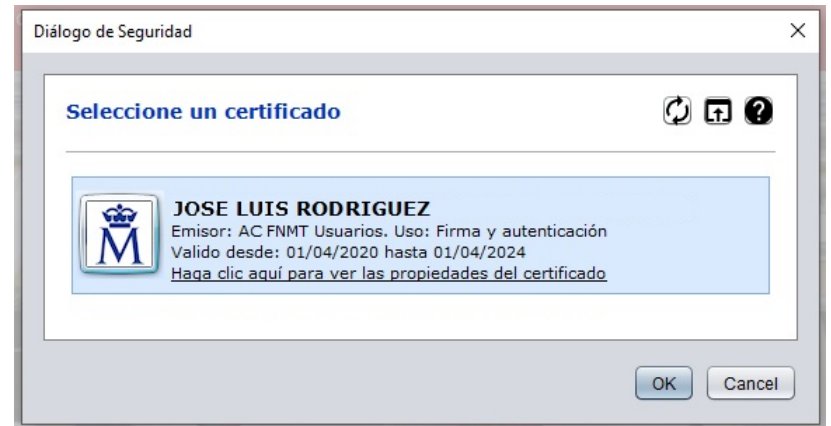 Diálogo de Seguridad
Seleccione un certificado
?
M
JOSE LUIS RODRIGUEZ
Emisor: AC FNMT Usuarios. Uso: Firma y autenticación
Valido desde: 01/04/2020 hasta 01/04/2024
Haga clic aquí para ver las propiedades del certificado
OK Cancel